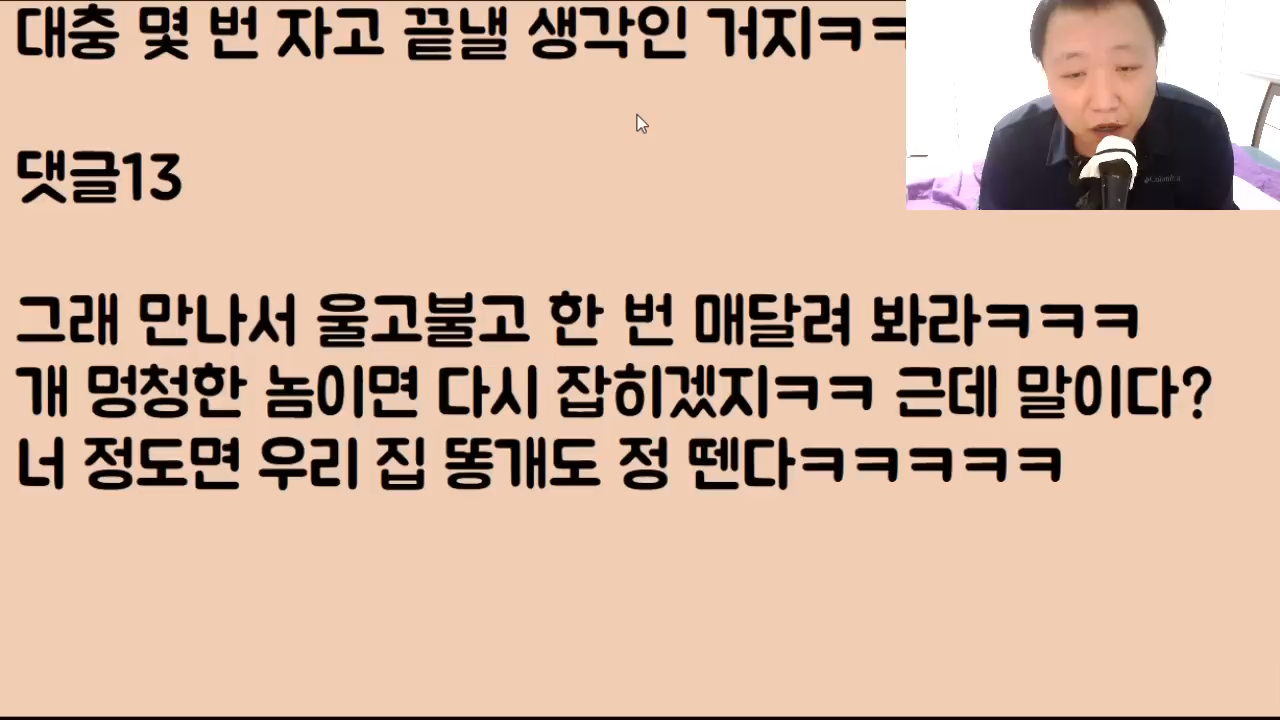 대충 몇 번 자고 끝낼 생각인 거지ㅋㅋ
댓글13
그래 만나서 울고불고 한 번 매달려 봐라ㅋㅋㅋ
개 멍청한 놈이면 다시 잡히겠지ㅋㅋ 근데 말이다?
너 정도면 우리 집 똥개도 정 뗀다ㅋㅋㅋㅋㅋ